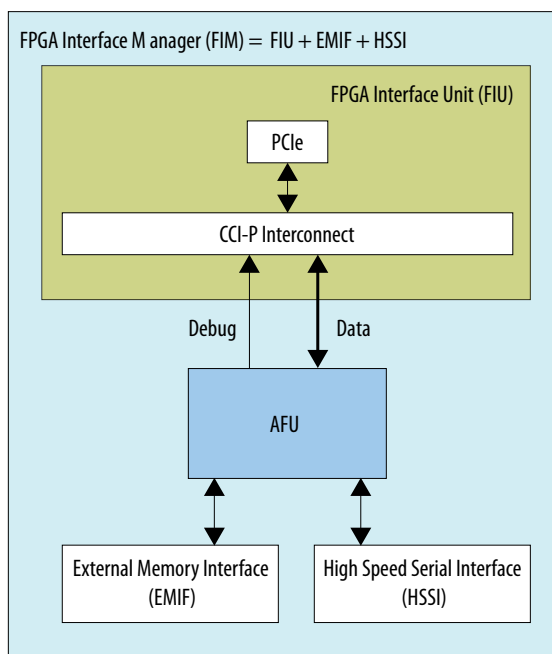 FPGA Interface M anager (FIM) = FIU + EMIF + HSSI
FPGA Interface Unit (FIU)
PCIe
CCI-P Interconnect
Debug
Data
AFU
External Memory Interface
(EMIF)
High Speed Serial Interface
(HSSI)